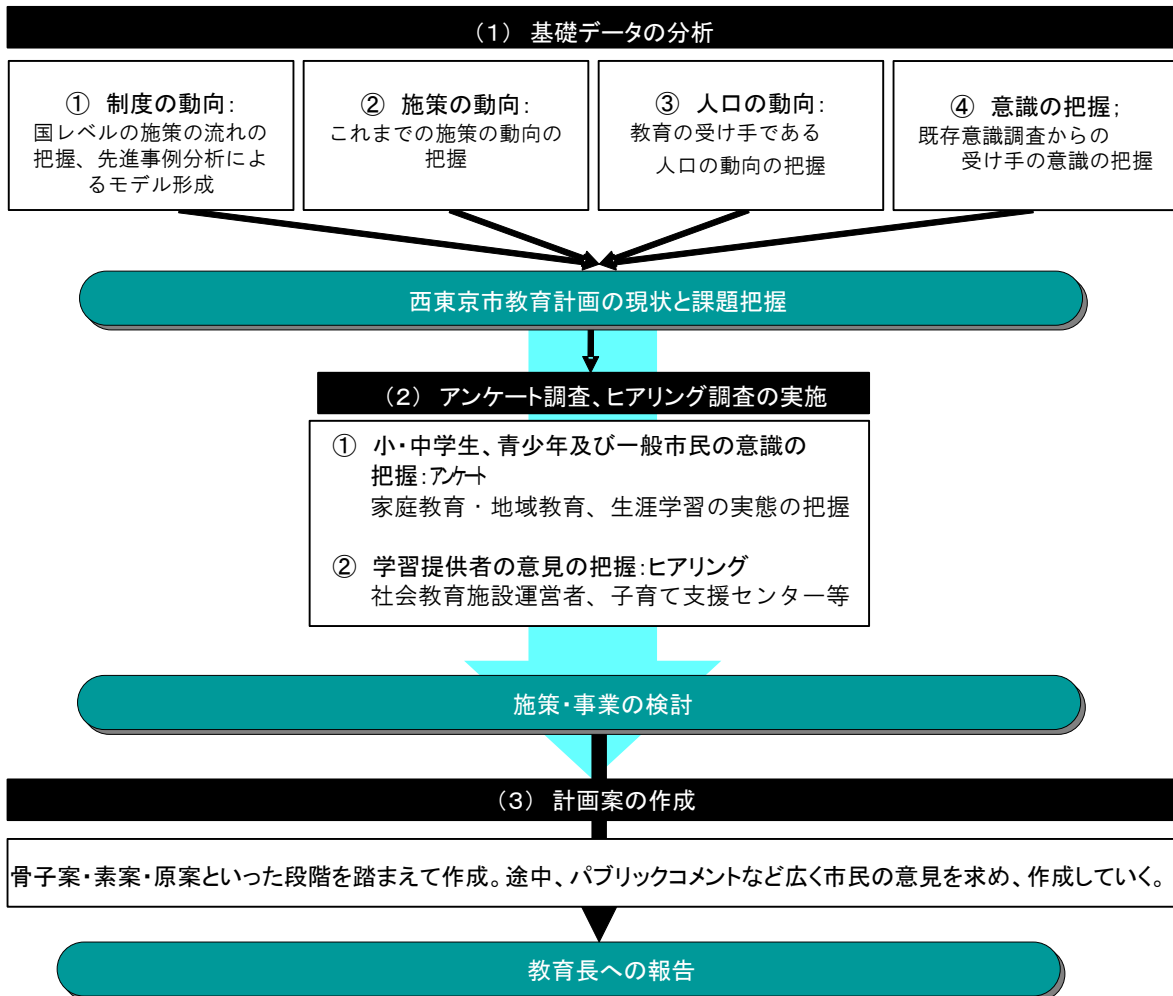 （１） 基礎データの分析
① 制度の動向：
国レベルの施策の流れの
把握、先進事例分析によ
るモデル形成
② 施策の動向：
これまでの施策の動向の
把握
③ 人口の動向：
教育の受け手である
人口の動向の把握
④ 意識の把握；
既存意識調査からの
受け手の意識の把握
西東京市教育計画の現状と課題把握
（２） アンケート調査、ヒアリング調査の実施
① 小・中学生、青少年及び一般市民の意識の
把握：アンケート
家庭教育・地域教育、生涯学習の実態の把握
② 学習提供者の意見の把握：ヒアリング
社会教育施設運営者、子育て支援センター等
施策・事業の検討
（３） 計画案の作成
骨子案・素案・原案といった段階を踏まえて作成。途中、パブリックコメントなど広く市民の意見を求め、作成していく。
教育長への報告